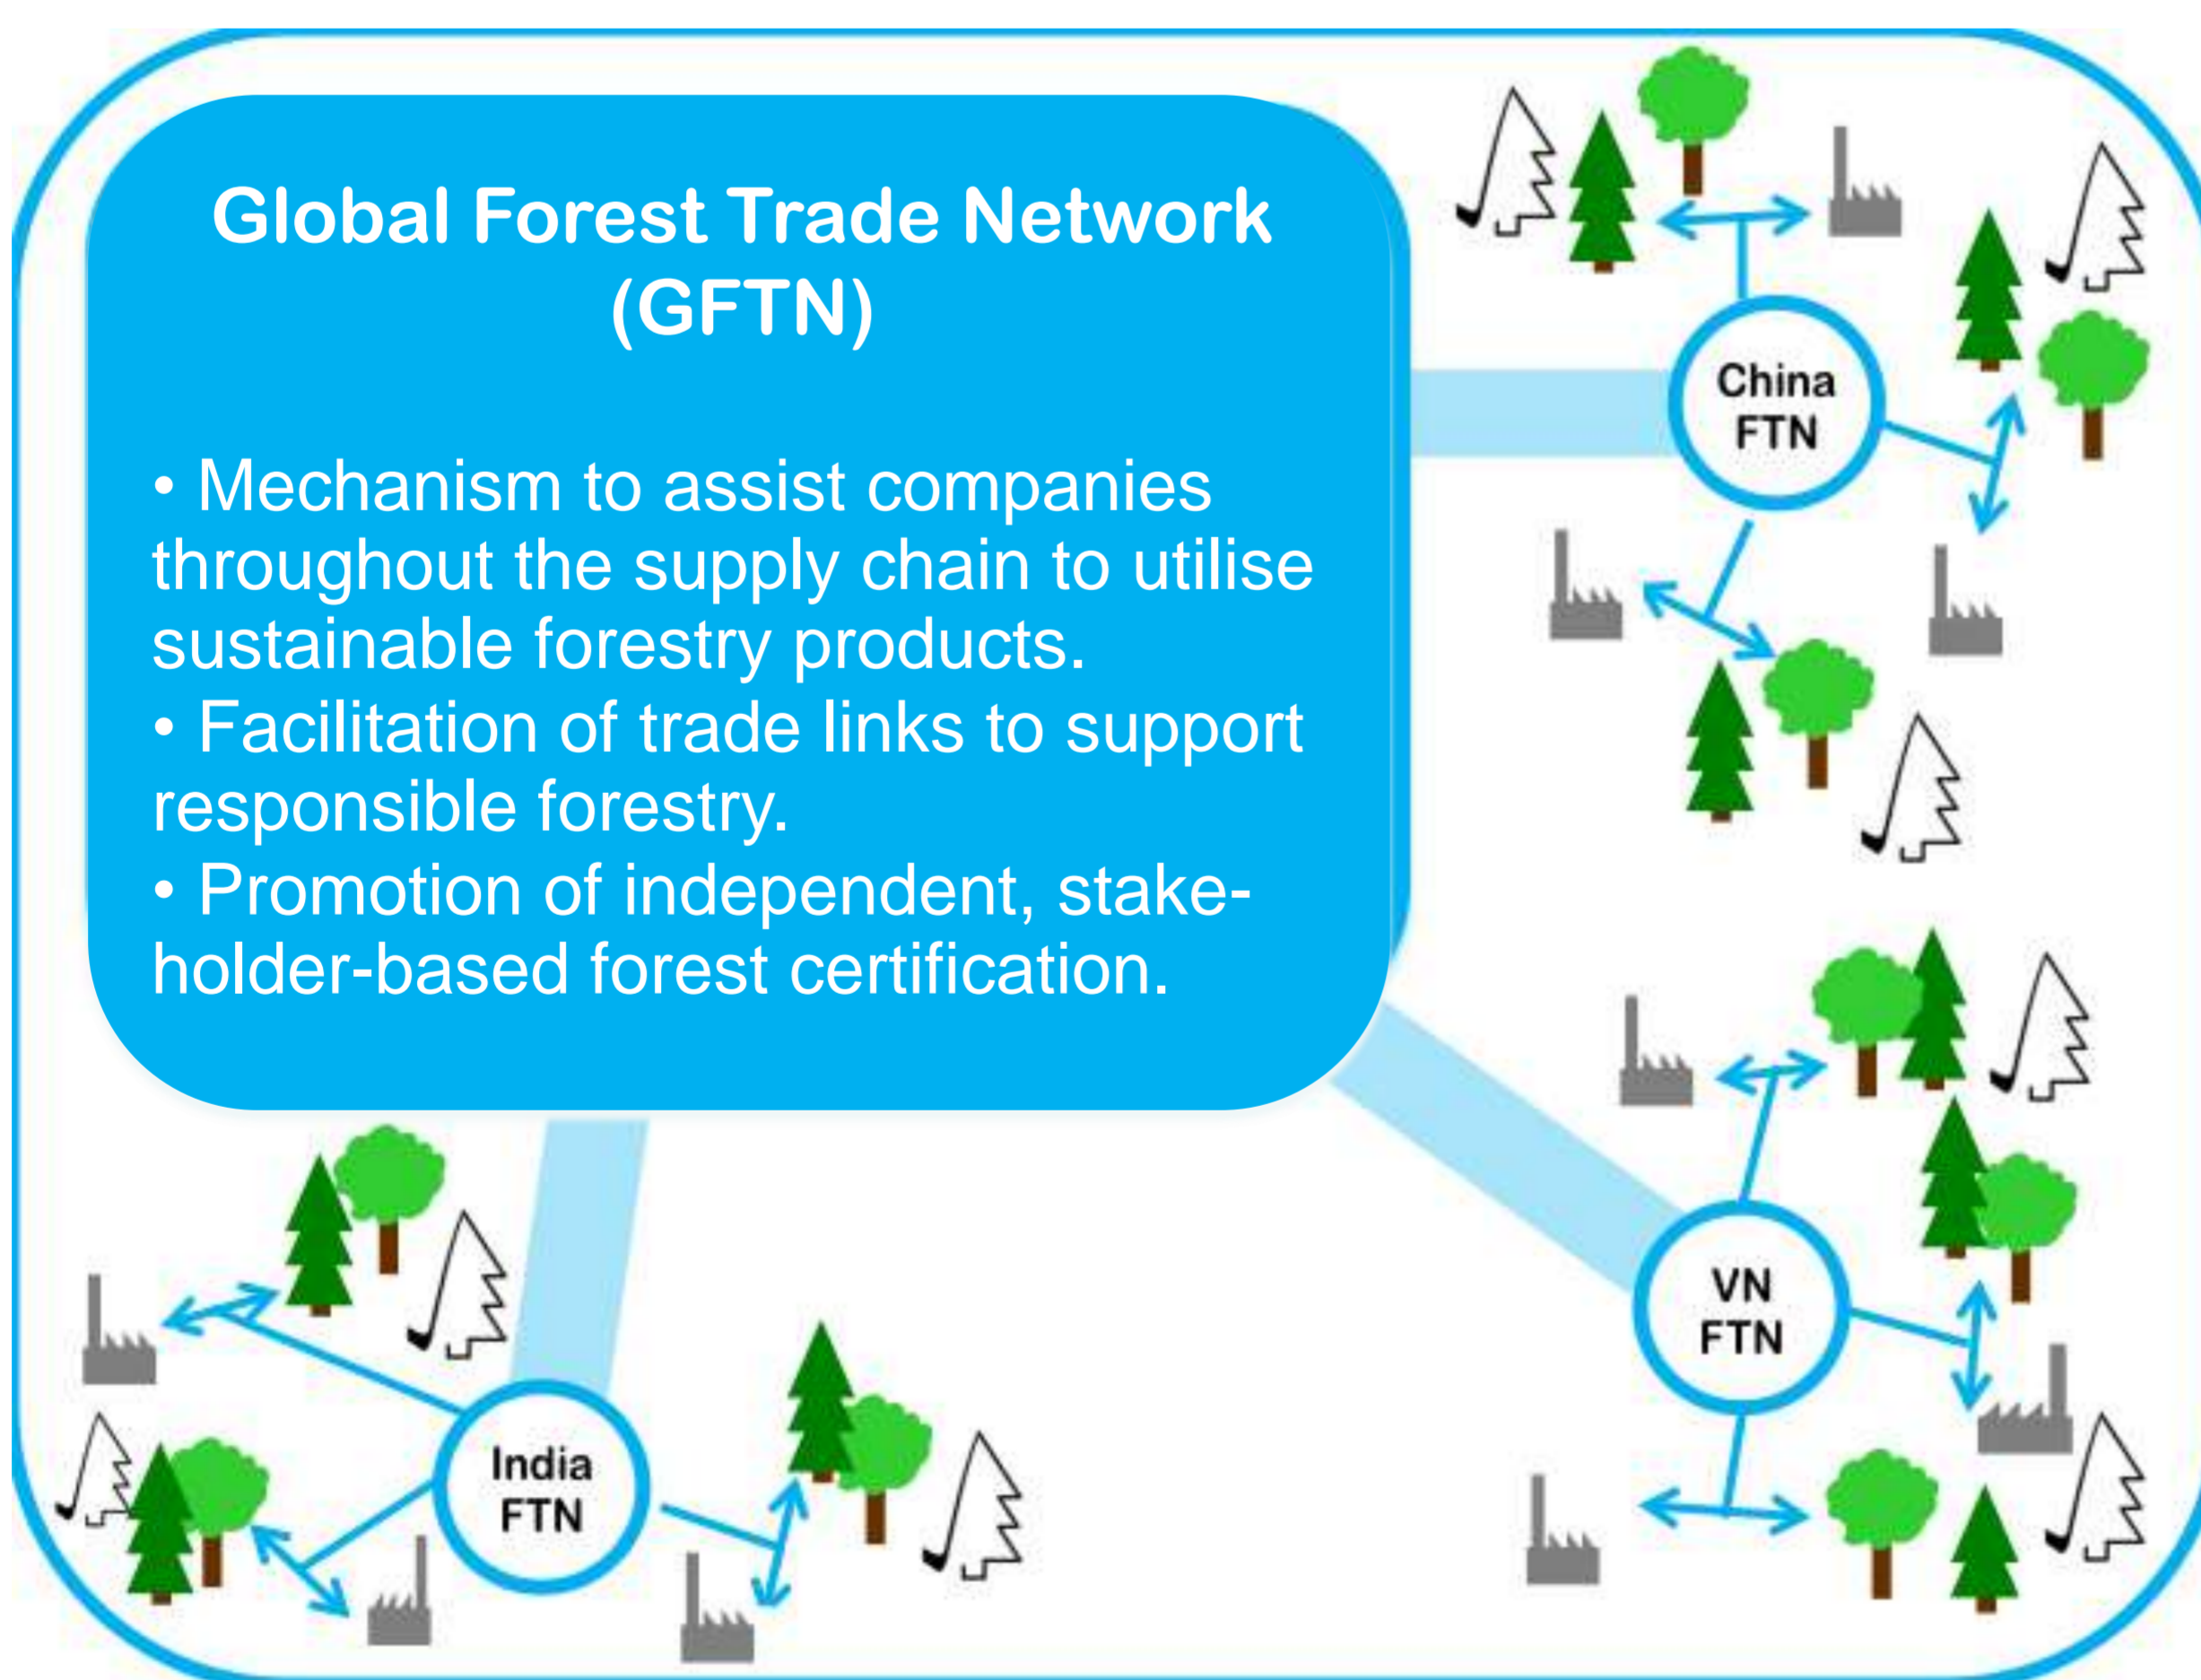 Global Forest Trade Network
(GFTN)
• Mechanism to assist companies
throughout the supply chain to utilise
sustainable forestry products.
• Facilitation of trade links to support
responsible forestry.
• Promotion of independent, stake-
holder-based forest certification.
China
FTN
VN
FTN
India
FTN